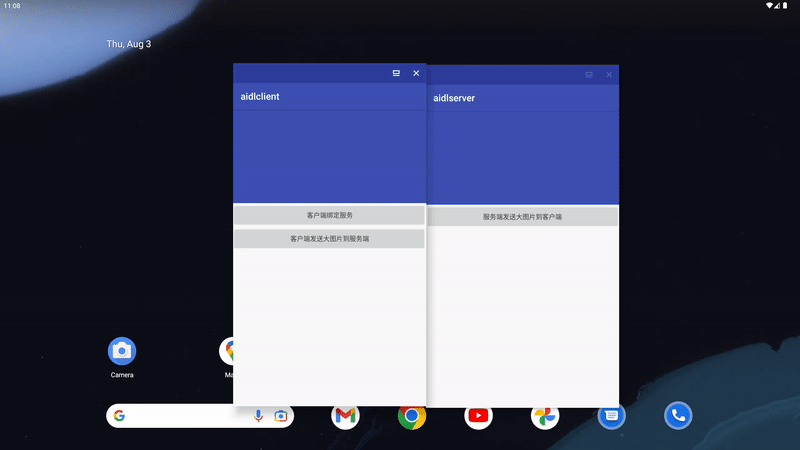 11:08
Thu, Aug 3
aidlclient
aidlserver
客户端绑定服务
客户端发送大图片到服务端
服务端发送大图片到客户端
Camera